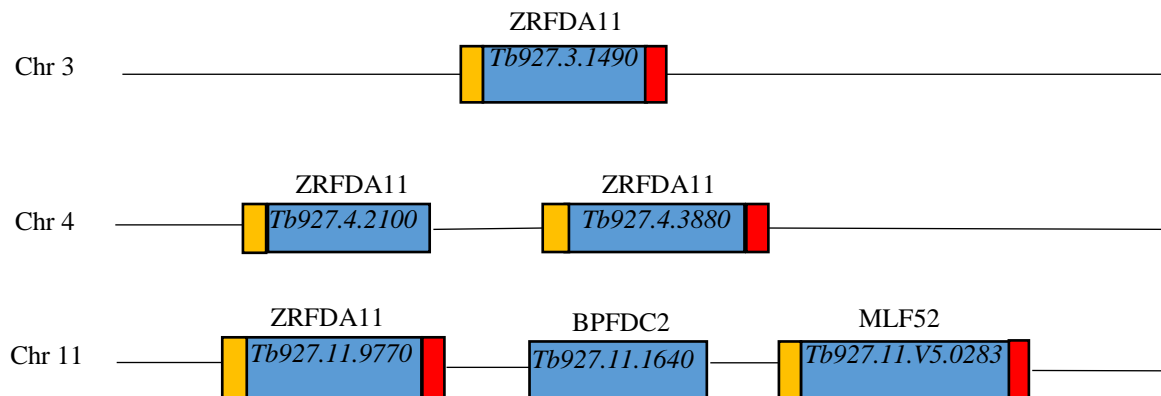 ZRFDA11
Chr 3
Tb927.3.1490
ZRFDA11 ZRFDA11
Chr 4
Tb927.4.2100 Tb927.4.3880
ZRFDA11 BPFDC2 MLF52
Chr 11
Tb927.11.9770 Tb927.11.1640 Tb927.11.V5.0283